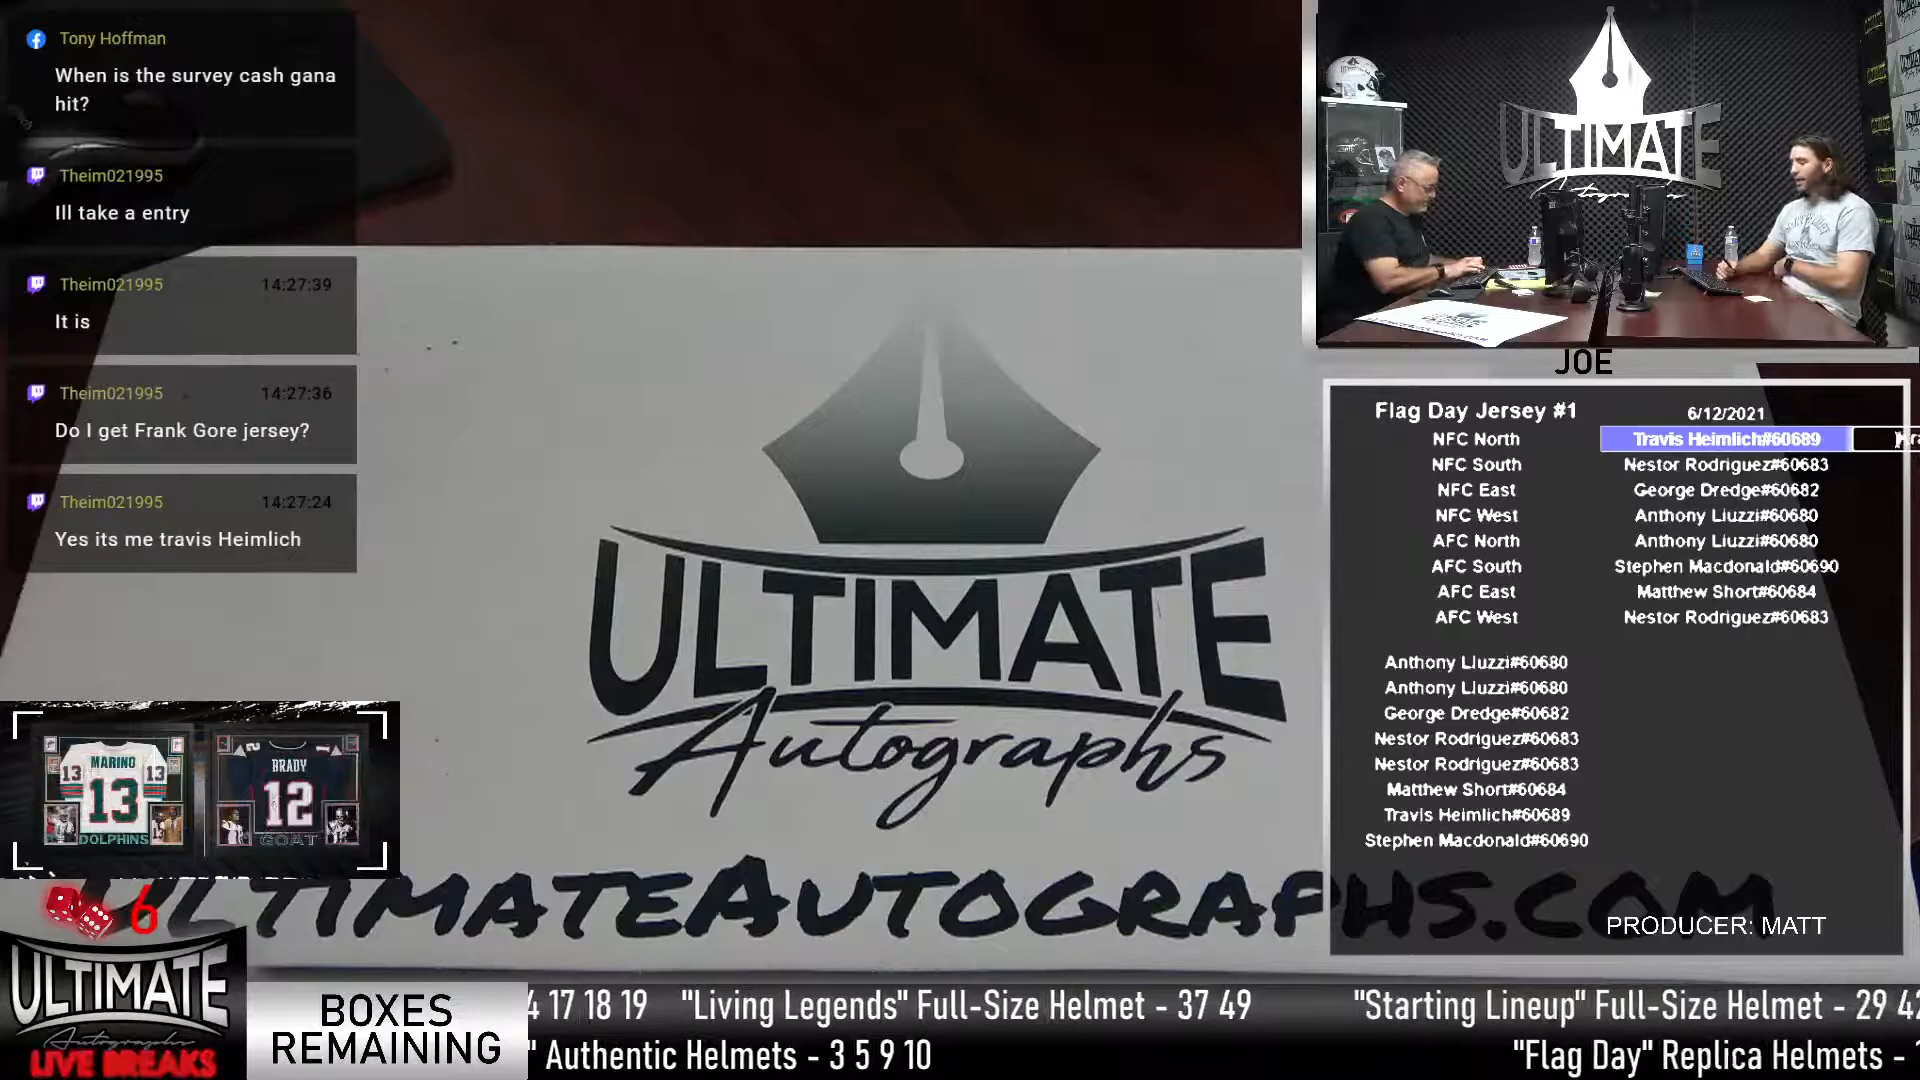 Tony Hoffman
When is the survey cash gana
hit?
Theim021995
Ill take a entry
Theim021995 14:27:39
It is
Theim021995 14:27:36
Do I get Frank Gore jersey?
Theim021995 14:27:24
Yes its me travis Heimlich
ULTIMATE
Autographs
ULTIMATEAUTOGRAPHS.COM
ULTIMATE
JOE
Flag Day Jersey #1 6/12/2021
NFC North Travis Heimlich#60689
NFC South Nestor Rodriguez#60683
NFC East George Dredge#60682
NFC West Anthony Liuzzi#60680
AFC North Anthony Liuzzi#60680
AFC South Stephen Macdonald#60690
AFC East Matthew Short#60684
AFC West Nestor Rodriguez#60683
Anthony Liuzzi#60680
Anthony Liuzzi#60680
George Dredge#60682
Nestor Rodriguez#60683
Nestor Rodriguez#60683
Matthew Short#60684
Travis Heimlich#60689
Stephen Macdonald#60690
PRODUCER: MATT
MARINO
13 13 13
DOLPHINS
BRADY
12
GOAT
6
ULTIMATE
Autographs
LIVE BREAKS
BOXES
REMAINING
4 17 18 19 "Living Legends" Full-Size Helmet - 37 49 "Starting Lineup" Full-Size Helmet - 29 42
" Authentic Helmets - 3 5 9 10 "Flag Day" Replica Helmets -